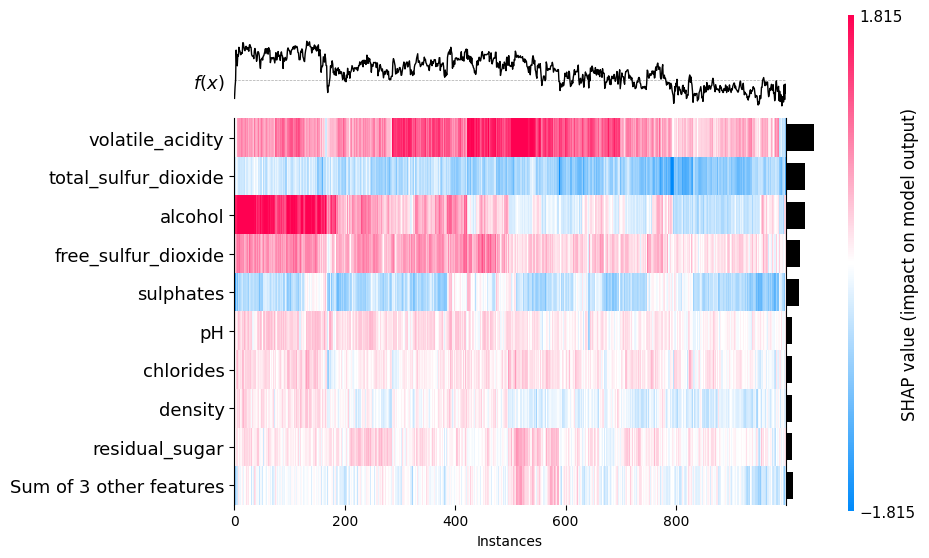 1.815
f(x)
volatile_acidity
total_sulfur_dioxide
alcohol
free_sulfur_dioxide
sulphates
pH
chlorides
density
residual_sugar
Sum of 3 other features
0 200 400 600 800
Instances
SHAP value (impact on model output)
−1.815